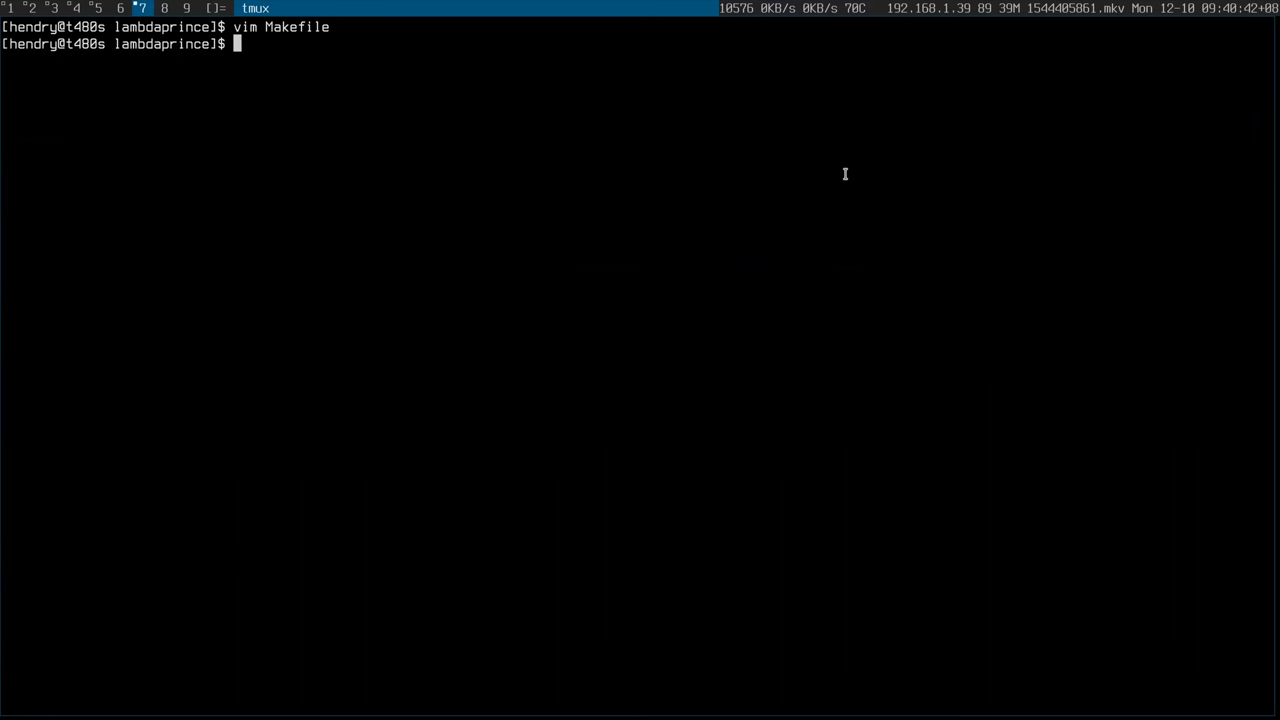 1 2 3 4 5 6 7 8 9 []= tmux 10576 0KB/s 0KB/s 70C 192.168.1.39 89 39M 1544405861.mkv Mon 12-10 09:40:42+08
[hendry@t480s lambdaprince]$ vim Makefile
[hendry@t480s lambdaprince]$